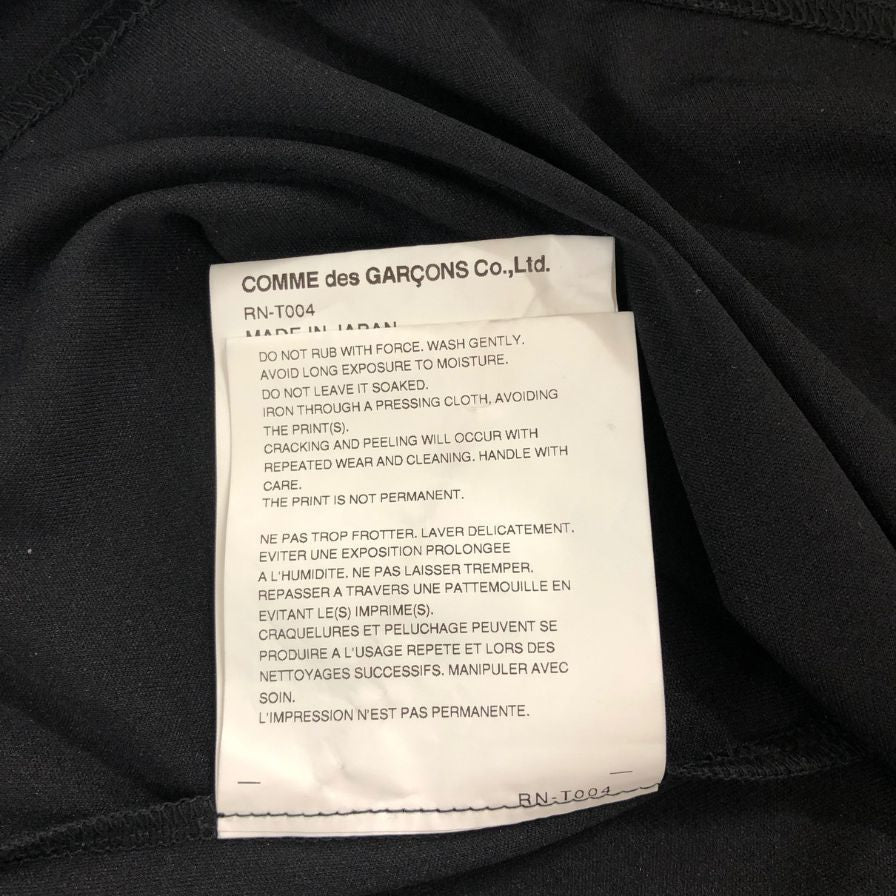 COMME des GARÇONS Co.,Ltd.
RN-T004
MADE IN JAPAN
DO NOT RUB WITH FORCE. WASH GENTLY.
AVOID LONG EXPOSURE TO MOISTURE.
DO NOT LEAVE IT SOAKED.
IRON THROUGH A PRESSING CLOTH, AVOIDING
THE PRINT(S).
CRACKING AND PEELING WILL OCCUR WITH
REPEATED WEAR AND CLEANING. HANDLE WITH
CARE.
THE PRINT IS NOT PERMANENT.
NE PAS TROP FROTTER. LAVER DELICATEMENT.
EVITER UNE EXPOSITION PROLONGEE
A L'HUMIDITE. NE PAS LAISSER TREMPER.
REPASSER A TRAVERS UNE PATTEMOUILLE EN
EVITANT LE(S) IMPRIME(S).
CRAQUELURES ET PELUCHAGE PEUVENT SE
PRODUIRE A L'USAGE REPETE ET LORS DES
NETTOYAGES SUCCESSIFS. MANIPULER AVEC
SOIN.
L'IMPRESSION N'EST PAS PERMANENTE.
RN-T004